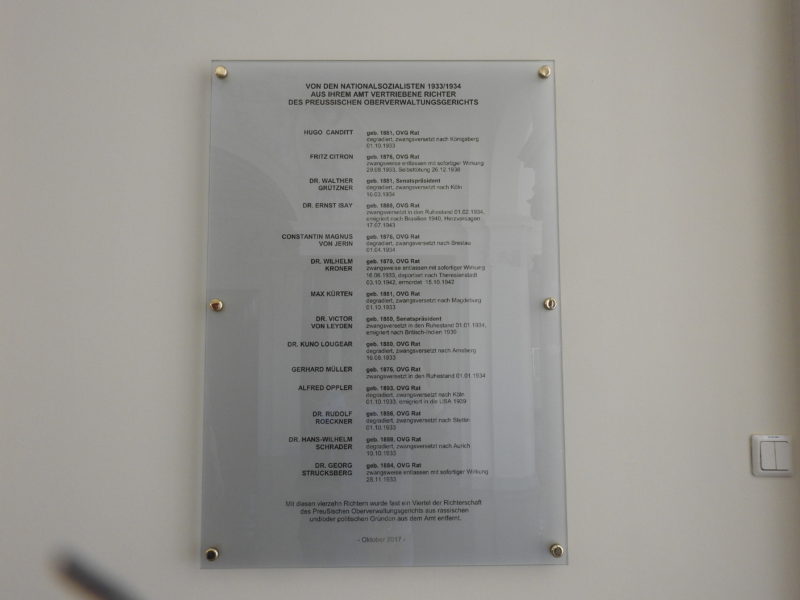 VON DEN NATIONALSOZIALISTEN 1933/1934
AUS IHREM AMT VERTRIEBENE RICHTER
DES PREUSSISCHEN OBERVERWALTUNGSGERICHTS
HUGO CANDITT
geb. 1881, OVG Rat
degradiert, zwangsversetzt nach Königsberg
01.10.1933
FRITZ CITRON
geb. 1876, OVG Rat
zwangsweise entlassen mit sofortiger Wirkung
29.08.1933, Selbsttötung 26.12.1938
DR. WALTHER
GRÜTZNER
geb. 1881, Senatspräsident
degradiert, zwangsversetzt nach Köln
16.03.1934
DR. ERNST ISAY
geb. 1880, OVG Rat
zwangsversetzt in den Ruhestand 01.02.1934,
emigriert nach Brasilien 1940, Herzversagen
17.07.1943
CONSTANTIN MAGNUS
VON JERIN
geb. 1878, OVG Rat
degradiert, zwangsversetzt nach Breslau
01.04.1934
DR. WILHELM
KRONER
geb. 1870, OVG Rat
zwangsweise entlassen mit sofortiger Wirkung
16.06.1933, deportiert nach Theresienstadt
03.10.1942, ermordet 15.10.1942
MAX KÜRTEN
geb. 1881, OVG Rat
degradiert, zwangsversetzt nach Magdeburg
01.10.1933
DR. VICTOR
VON LEYDEN
geb. 1880, Senatspräsident
zwangsversetzt in den Ruhestand 01.01.1934,
emigriert nach Britisch-Indien 1939
DR. KUNO LOUGEAR
geb. 1880, OVG Rat
degradiert, zwangsversetzt nach Arnsberg
16.08.1933
GERHARD MÜLLER
geb. 1876, OVG Rat
zwangsversetzt in den Ruhestand 01.01.1934
ALFRED OPPLER
geb. 1893, OVG Rat
degradiert, zwangsversetzt nach Köln
01.10.1933, emigriert in die USA 1939
DR. RUDOLF
ROECKNER
geb. 1886, OVG Rat
degradiert, zwangsversetzt nach Stettin
01.10.1933
DR. HANS-WILHELM
SCHRADER
geb. 1889, OVG Rat
degradiert, zwangsversetzt nach Aurich
10.10.1933
DR. GEORG
STRUCKSBERG
geb. 1884, OVG Rat
zwangsweise entlassen mit sofortiger Wirkung
28.11.1933
Mit diesen vierzehn Richtern wurde fast ein Viertel der Richterschaft
des Preußischen Oberverwaltungsgerichts aus rassischen
und/oder politischen Gründen aus dem Amt entfernt.
- Oktober 2017 -